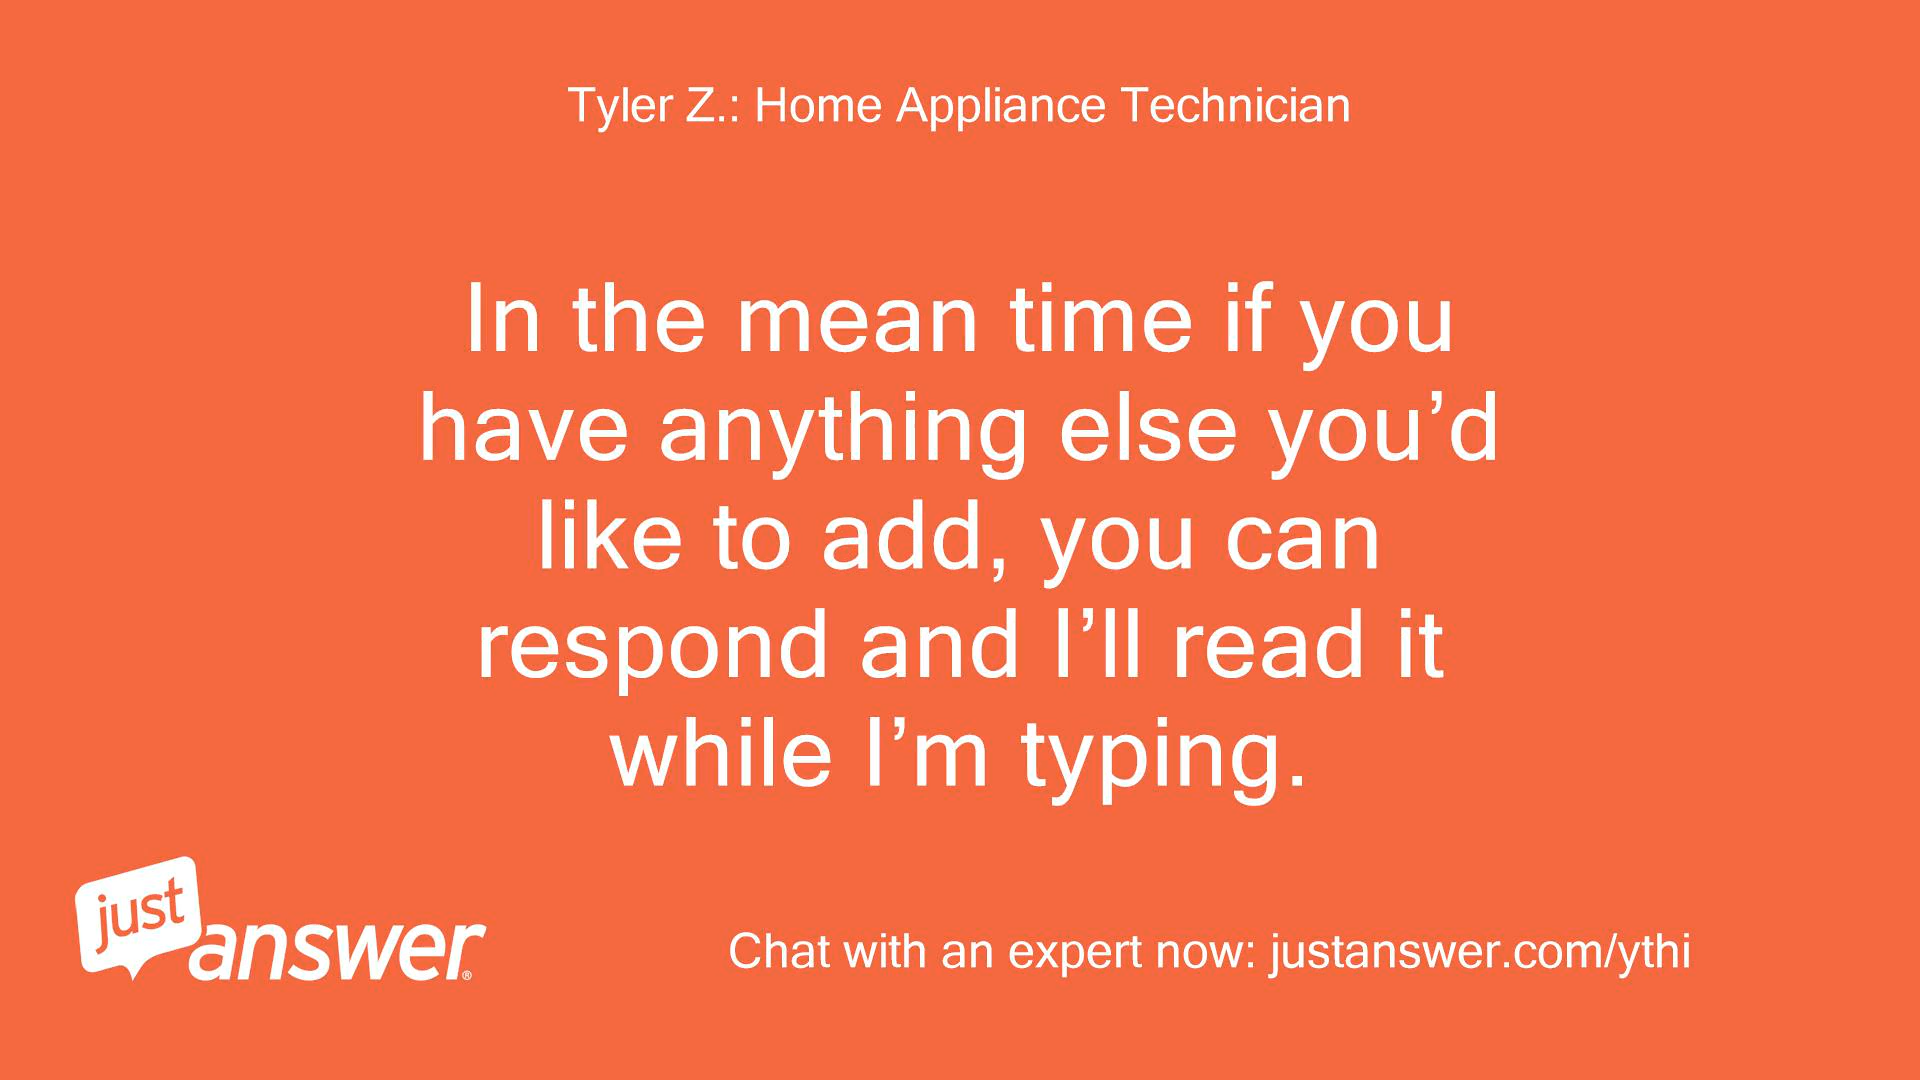 Tyler Z.: Home Appliance Technician
In the mean time if you
have anything else you’d
like to add, you can
respond and I’ll read it
while I’m typing.
just
answer®
Chat with an expert now: justanswer.com/ythi